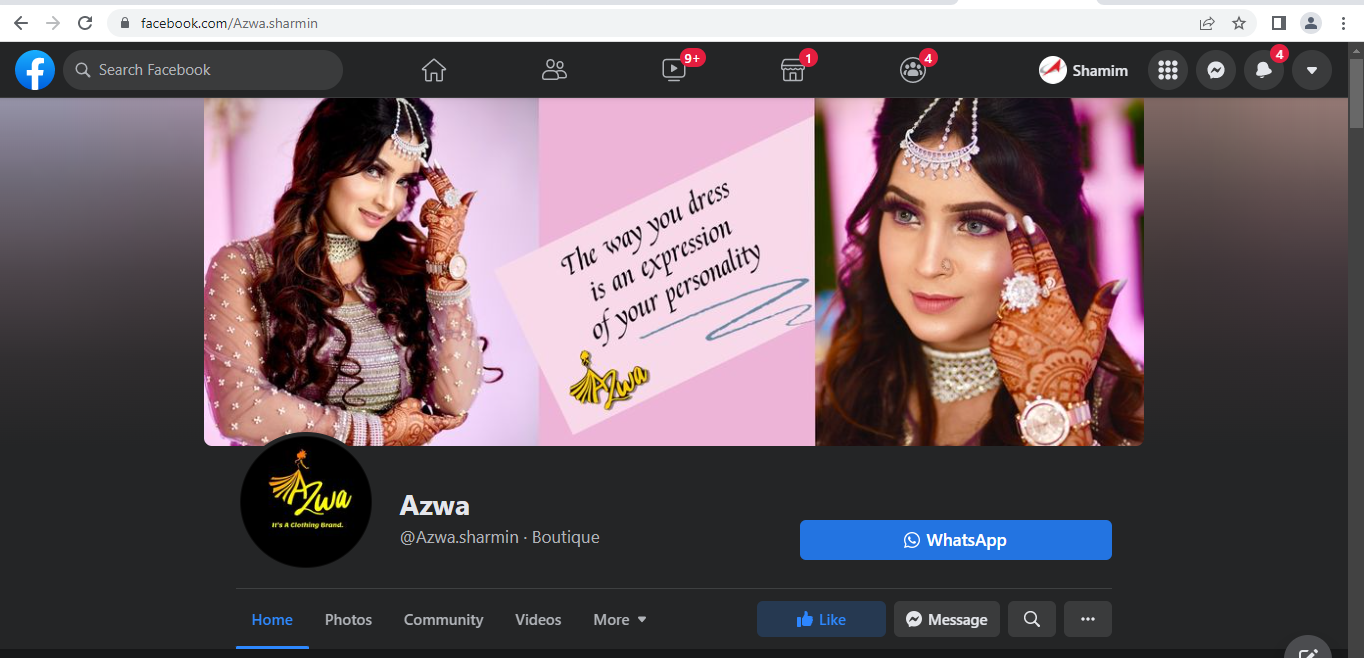 facebook.com/Azwa.sharmin
Search Facebook
9+
1
4
Shamim
4
The way you dress
is an expression
of your personality
Azwa
Azwa
It's A Clothing Brand.
Azwa
@Azwa.sharmin · Boutique
WhatsApp
Home
Photos
Community
Videos
More
Like
Message